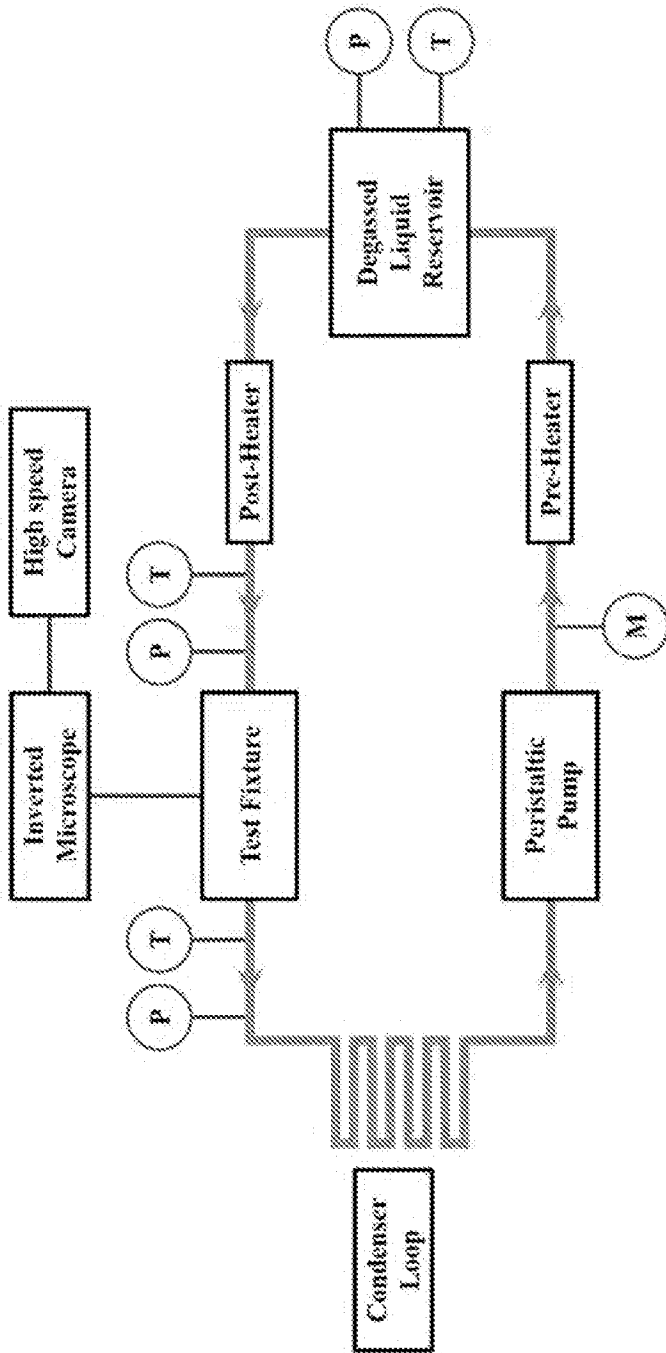 High speed
Camera
Inverted
Microscope
P
T
Test Fixture
P
T
Post-Heater
Degassed
Liquid
Reservoir
P
T
Condenser
Loop
Peristaltic
Pump
M
Pre-Heater